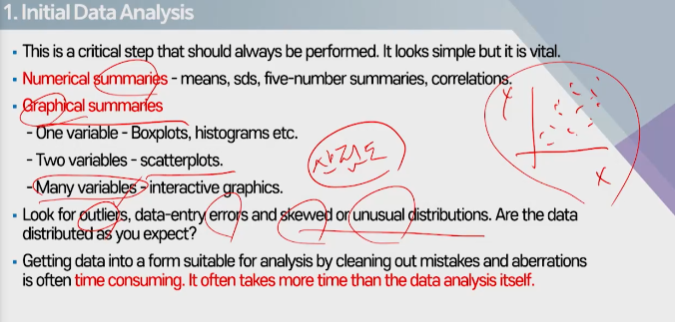 1. Initial Data Analysis
• This is a critical step that should always be performed. It looks simple but it is vital.
• Numerical summaries - means, sds, five-number summaries, correlations.
• Graphical summaries
- One variable - Boxplots, histograms etc.
- Two variables - scatterplots.
산점도
- Many variables - interactive graphics.
• Look for outliers, data-entry errors and skewed or unusual distributions. Are the data
distributed as you expect?
• Getting data into a form suitable for analysis by cleaning out mistakes and aberrations
is often time consuming. It often takes more time than the data analysis itself.
Y
X